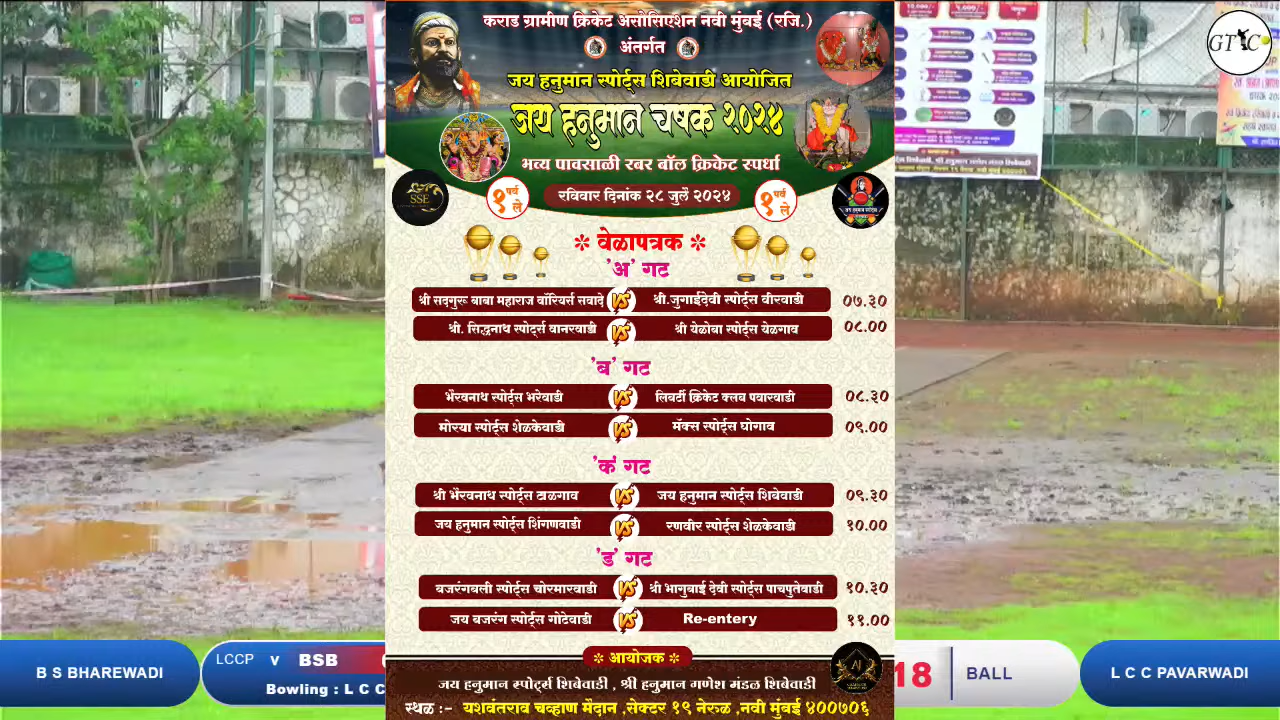 कराड ग्रामीण क्रिकेट असोसिएशन नवी मुंबई (रजि.)
अंतर्गत
जय हनुमान स्पोर्ट्स शिबेवाडी आयोजित
जय हनुमान चषक २०२४
भव्य पावसाळी रबर बॉल क्रिकेट स्पर्धा
SSE
१ पर्व ले
रविवार दिनांक २८ जुलै २०२४
१ पर्व ले
GTCC
वेळापत्रक
'अ' गट
श्री सद्गुरु बाबा महाराज वॉरियर्स सवादे VS श्री.जुगाईदेवी स्पोर्ट्स वीरवाडी ०७.३०
श्री. सिद्धनाथ स्पोर्ट्स वानरवाडी VS श्री येळोबा स्पोर्ट्स येळगाव ०८.००
'ब' गट
भैरवनाथ स्पोर्ट्स भरेवाडी VS लिबर्टी क्रिकेट क्लब पवारवाडी ०८.३०
मोरया स्पोर्ट्स शेळकेवाडी VS मॅक्स स्पोर्ट्स घोगाव ०९.००
'क' गट
श्री भैरवनाथ स्पोर्ट्स टाळगाव VS जय हनुमान स्पोर्ट्स शिबेवाडी ०९.३०
जय हनुमान स्पोर्ट्स शिंगणवाडी VS रणवीर स्पोर्ट्स शेळकेवाडी १०.००
'ड' गट
बजरंगबली स्पोर्ट्स चोरमारवाडी VS श्री भागुबाई देवी स्पोर्ट्स पाचपुतेवाडी १०.३०
जय बजरंग स्पोर्ट्स गोटेवाडी VS Re-entery ११.००
आयोजक
जय हनुमान स्पोर्ट्स शिबेवाडी , श्री हनुमान गणेश मंडळ शिबेवाडी
स्थळ :- यशवंतराव चव्हाण मैदान ,सेक्टर १९ नेरुळ ,नवी मुंबई ४००७०६
B S BHAREWADI
LCCP v BSB
Bowling : L C C
18
BALL
L C C PAVARWADI